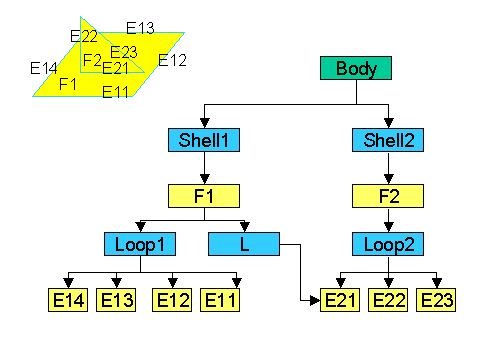 E13
E22
E23
E12
F2
E14
E21
F1
E11
Body
Shell1 Shell2
F1 F2
Loop1 L Loop2
E14 E13 E12 E11 E21 E22 E23